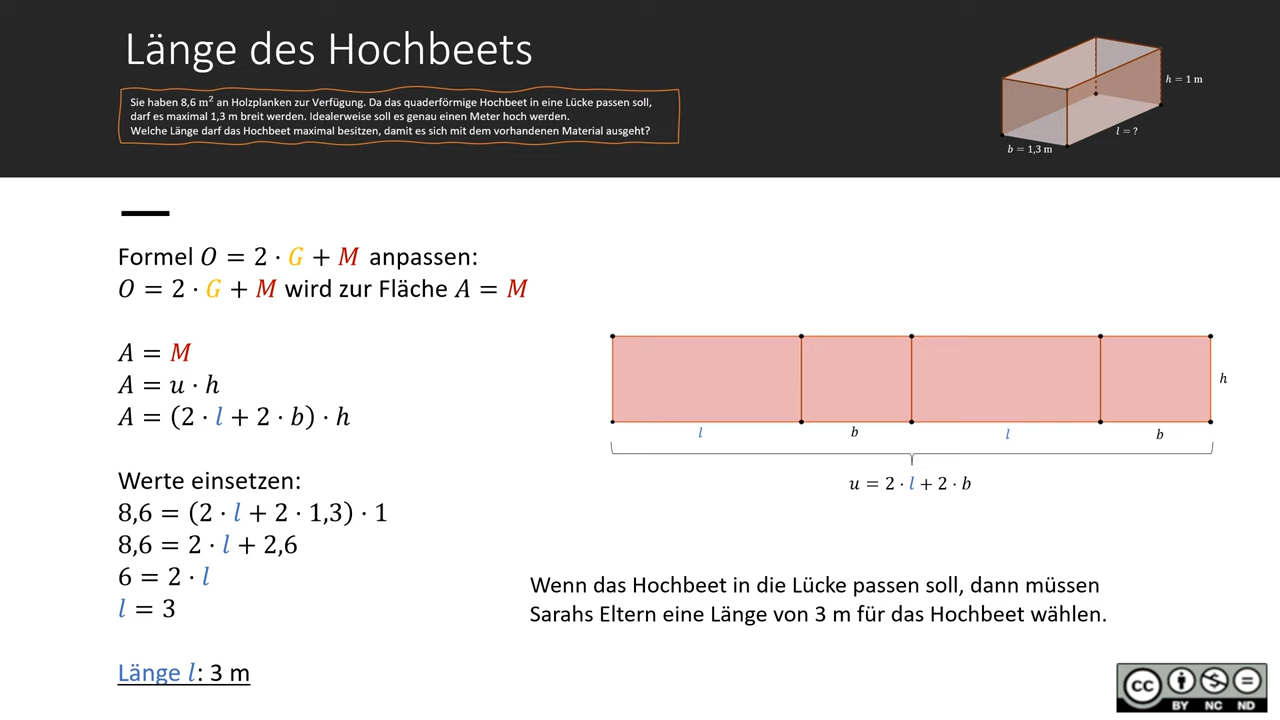 Länge des Hochbeets
Sie haben 8,6 m² an Holzplanken zur Verfügung. Da das quaderförmige Hochbeet in eine Lücke passen soll,
darf es maximal 1,3 m breit werden. Idealerweise soll es genau einen Meter hoch werden.
Welche Länge darf das Hochbeet maximal besitzen, damit es sich mit dem vorhandenen Material ausgeht?
h = 1 m
l = ?
b = 1,3 m
Formel O = 2 · G + M anpassen:
O = 2 · G + M wird zur Fläche A = M
A = M
A = u · h
A = (2 · l + 2 · b) · h
h
l b l b
u = 2 · l + 2 · b
Werte einsetzen:
8,6 = (2 · l + 2 · 1,3) · 1
8,6 = 2 · l + 2,6
6 = 2 · l
l = 3
Länge l: 3 m
Wenn das Hochbeet in die Lücke passen soll, dann müssen
Sarahs Eltern eine Länge von 3 m für das Hochbeet wählen.
CC
BY NC ND